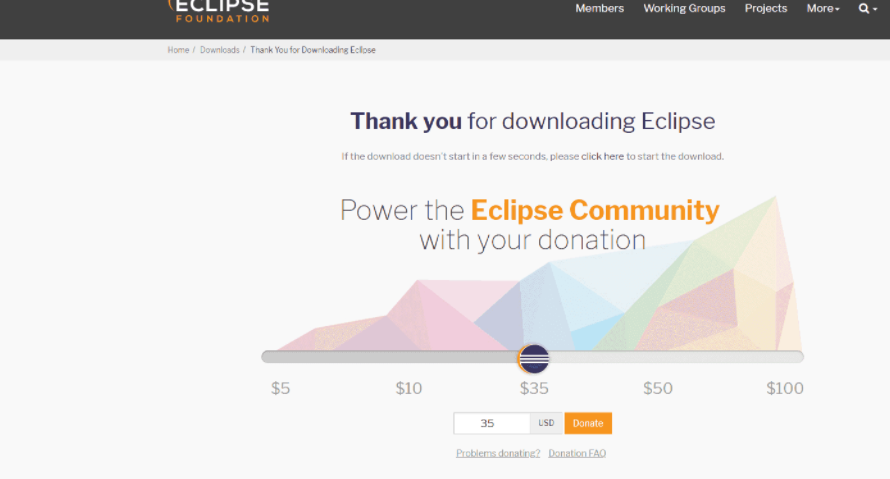 ECLIPSE
FOUNDATION
Members Working Groups Projects More
Home / Downloads / Thank You for Downloading Eclipse
Thank you for downloading Eclipse
If the download doesn't start in a few seconds, please click here to start the download.
Power the Eclipse Community
with your donation
$5 $10 $35 $50 $100
35 USD Donate
Problems donating? Donation FAQ